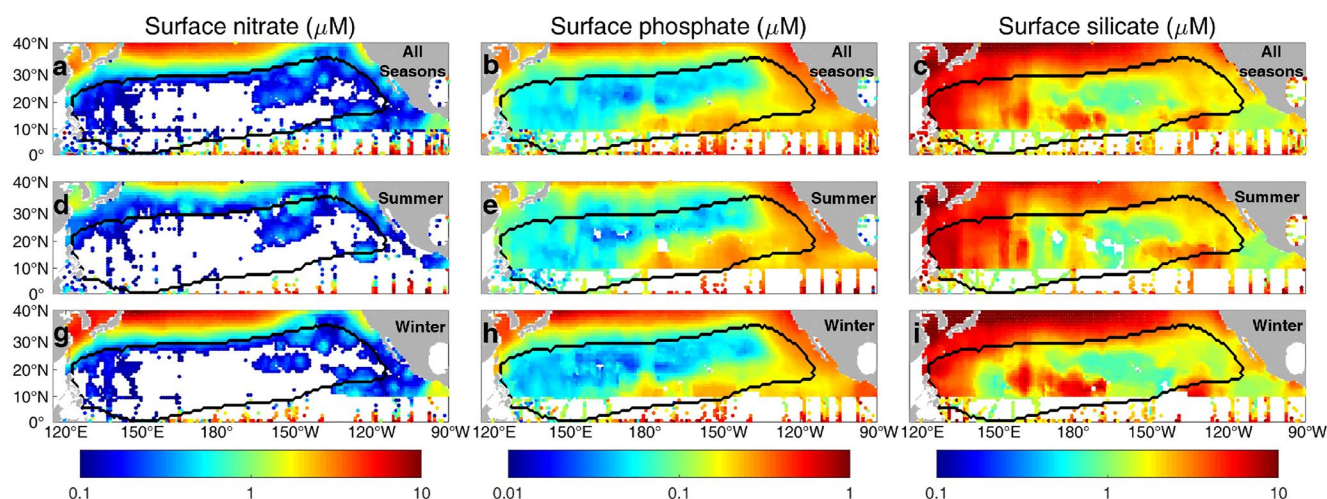 Surface nitrate (μM) Surface phosphate (μM) Surface silicate (μM)
40°N a All Seasons b All seasons c All seasons
30°N
20°N
10°N
0°
40°N d Summer e Summer f Summer
30°N
20°N
10°N
0°
40°N g Winter h Winter i Winter
30°N
20°N
10°N
0°
120°E 150°E 180°W 150°W 120°W 90°W 120°E 150°E 180°W 150°W 120°W 90°W 120°E 150°E 180°W 150°W 120°W 90°W
0.1 1 10 0.01 0.1 1 0.1 1 10